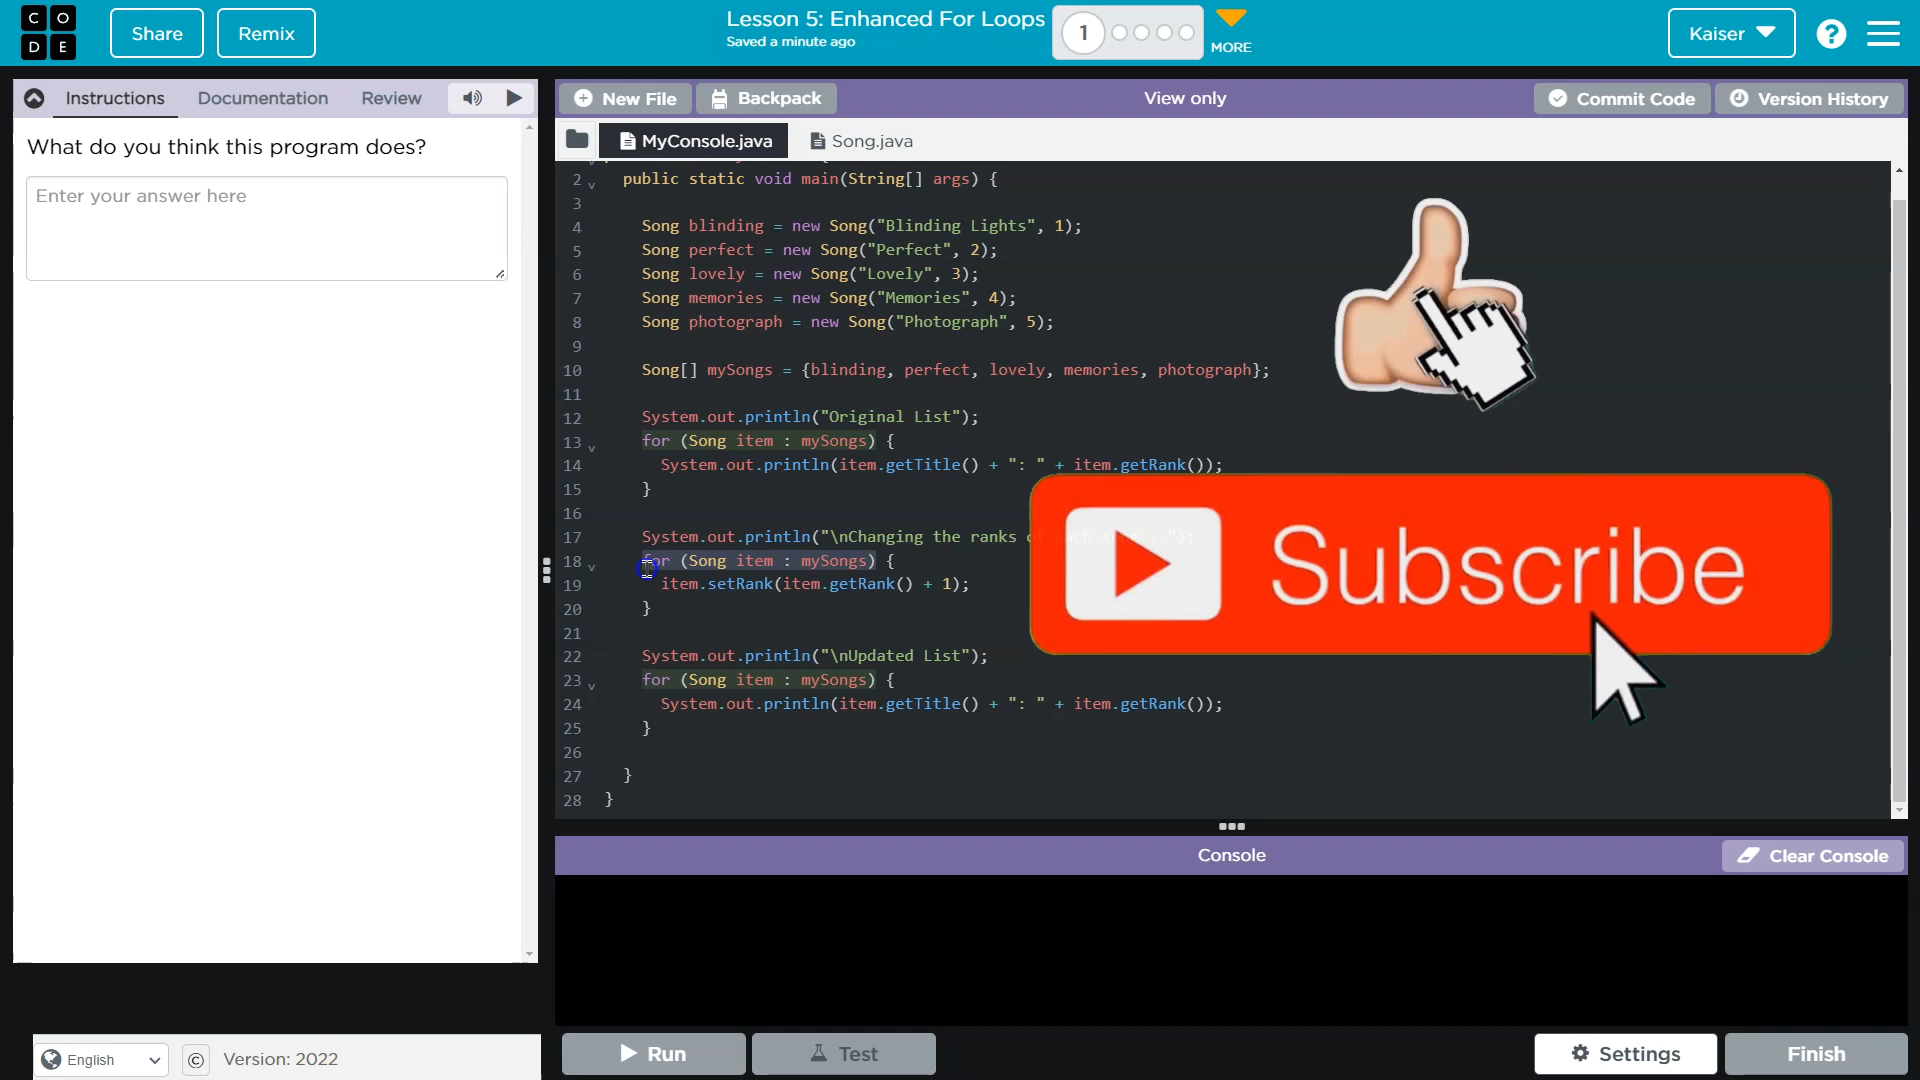 C O
D E
Share
Remix
Lesson 5: Enhanced For Loops
Saved a minute ago
1
MORE
Kaiser
?
Instructions
Documentation
Review
What do you think this program does?
Enter your answer here
New File
Backpack
View only
Commit Code
Version History
MyConsole.java
Song.java
2 public static void main(String[] args) {
3
4 Song blinding = new Song("Blinding Lights", 1);
5 Song perfect = new Song("Perfect", 2);
6 Song lovely = new Song("Lovely", 3);
7 Song memories = new Song("Memories", 4);
8 Song photograph = new Song("Photograph", 5);
9
10 Song[] mySongs = {blinding, perfect, lovely, memories, photograph};
11
12 System.out.println("Original List");
13 for (Song item : mySongs) {
14 System.out.println(item.getTitle() + ": " + item.getRank());
15 }
16
17 System.out.println("\nChanging the ranks of each song...");
18 for (Song item : mySongs) {
19 item.setRank(item.getRank() + 1);
20 }
21
22 System.out.println("\nUpdated List");
23 for (Song item : mySongs) {
24 System.out.println(item.getTitle() + ": " + item.getRank());
25 }
26
27 }
28 }
Subscribe
Console
Clear Console
English
©
Version: 2022
Run
Test
Settings
Finish